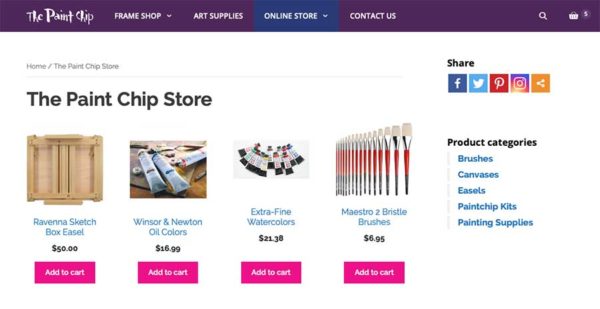 The Paint Chip
FRAME SHOP
ART SUPPLIES
ONLINE STORE
CONTACT US
5
Home / The Paint Chip Store
The Paint Chip Store
Ravenna Sketch
Box Easel
$50.00
Add to cart
Winsor & Newton
Oil Colors
$16.99
Add to cart
Extra-Fine
Watercolors
$21.38
Add to cart
Maestro 2 Bristle
Brushes
$6.95
Add to cart
Share
Product categories
Brushes
Canvases
Easels
Paintchip Kits
Painting Supplies